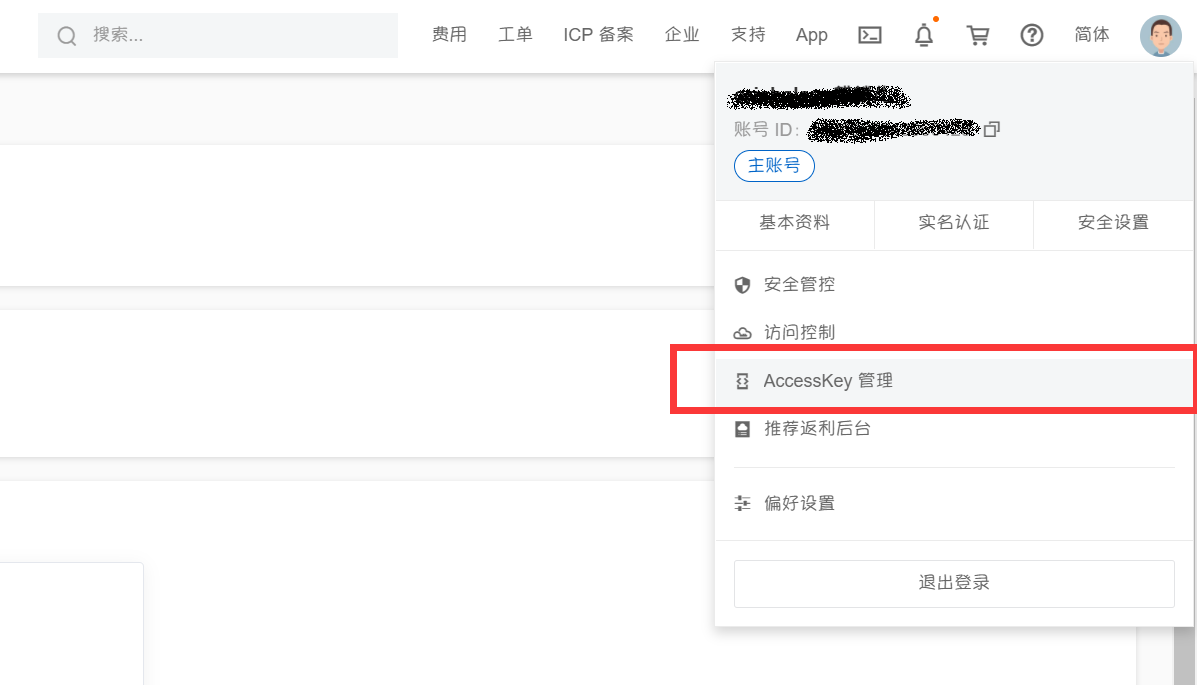 搜索...
费用 工单 ICP 备案 企业 支持 App 简体
账号 ID:
主账号
基本资料 实名认证 安全设置
安全管控
访问控制
AccessKey 管理
推荐返利后台
偏好设置
退出登录